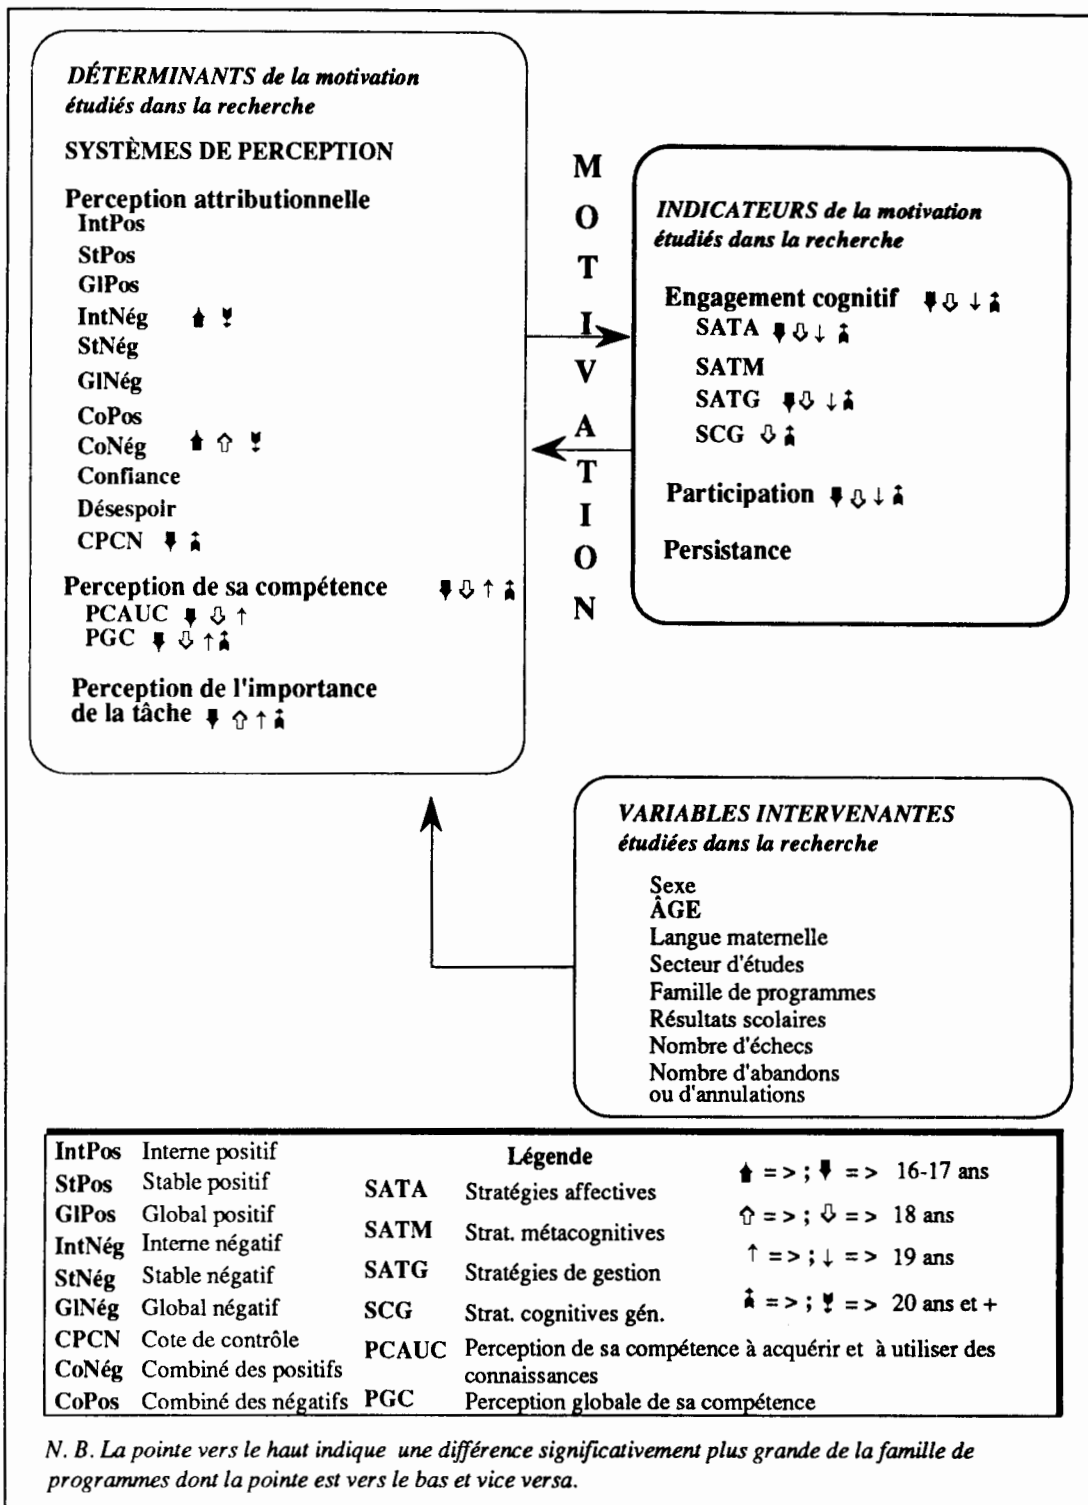 DÉTERMINANTS de la motivation
étudiés dans la recherche
SYSTÈMES DE PERCEPTION
Perception attributionnelle
IntPos
StPos
GlPos
IntNég
StNég
GlNég
CoPos
CoNég
Confiance
Désespoir
CPCN
Perception de sa compétence
PCAUC
PGC
Perception de l'importance
de la tâche
MOTIVATION
INDICATEURS de la motivation
étudiés dans la recherche
Engagement cognitif
SATA
SATM
SATG
SCG
Participation
Persistance
VARIABLES INTERVENANTES
étudiées dans la recherche
Sexe
ÂGE
Langue maternelle
Secteur d'études
Famille de programmes
Résultats scolaires
Nombre d'échecs
Nombre d'abandons
ou d'annulations
IntPos Interne positif
StPos Stable positif
GlPos Global positif
IntNég Interne négatif
StNég Stable négatif
GlNég Global négatif
CPCN Cote de contrôle
CoNég Combiné des positifs
CoPos Combiné des négatifs
Légende
SATA Stratégies affectives
SATM Strat. métacognitives
SATG Stratégies de gestion
SCG Strat. cognitives gén.
PCAUC Perception de sa compétence à acquérir et à utiliser des
connaissances
PGC Perception globale de sa compétence
= > ; = > 16-17 ans
= > ; = > 18 ans
↑ = > ; ↓ = > 19 ans
= > ; = > 20 ans et +
N. B. La pointe vers le haut indique une différence significativement plus grande de la famille de
programmes dont la pointe est vers le bas et vice versa.